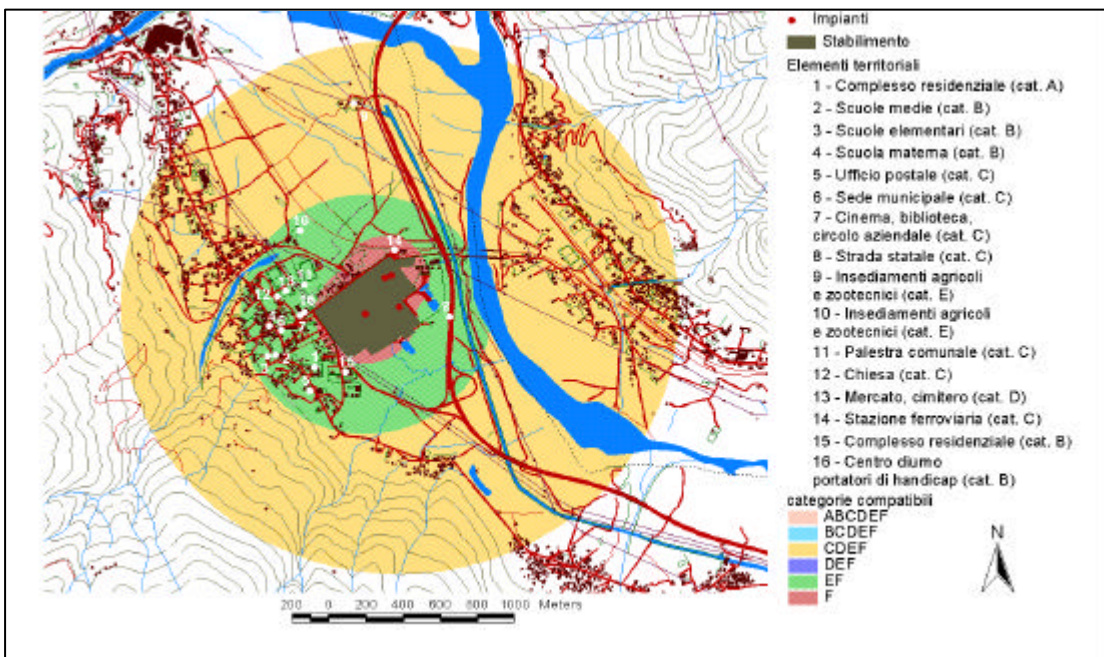 Impianti
Stabilimento
Elementi territoriali
1 - Complesso residenziale (cat. A)
2 - Scuole medie (cat. B)
3 - Scuole elementari (cat. B)
4 - Scuola materna (cat. B)
5 - Ufficio postale (cat. C)
6 - Sede municipale (cat. C)
7 - Cinema, biblioteca,
circolo aziendale (cat. C)
8 - Strada statale (cat. C)
9 - Insediamenti agricoli
e zootecnici (cat. E)
10 - Insediamenti agricoli
e zootecnici (cat. E)
11 - Palestra comunale (cat. C)
12 - Chiesa (cat. C)
13 - Mercato, cimitero (cat. D)
14 - Stazione ferroviaria (cat. C)
15 - Complesso residenziale (cat. B)
16 - Centro diurno
portatori di handicap (cat. B)
categorie compatibili
ABCDEF
BCDEF
CDEF
DEF
EF
F
N
200 0 200 400 600 800 1000 Meters
14
12
15